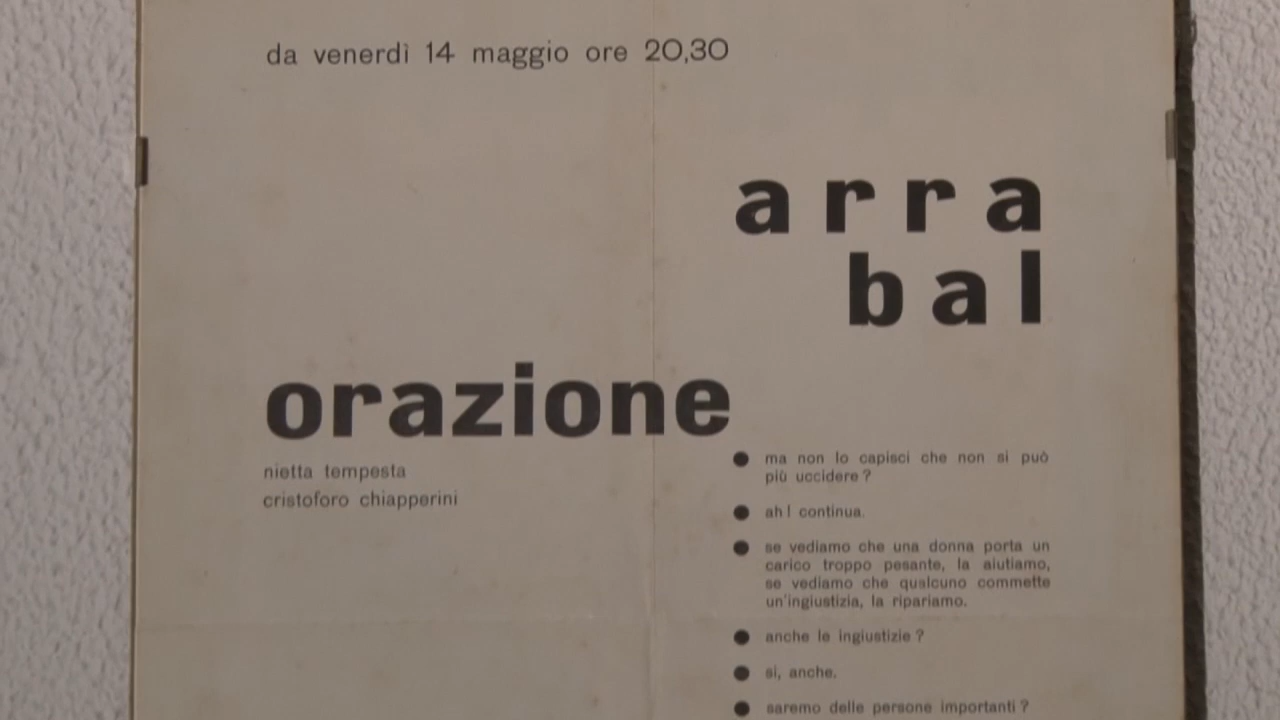 da venerdì 14 maggio ore 20,30
arra
bal
orazione
nietta tempesta
cristoforo chiapperini
● ma non lo capisci che non si può
più uccidere ?
● ah ! continua.
● se vediamo che una donna porta un
carico troppo pesante, la aiutiamo,
se vediamo che qualcuno commette
un'ingiustizia, la ripariamo.
● anche le ingiustizie ?
● si, anche.
● saremo delle persone importanti ?